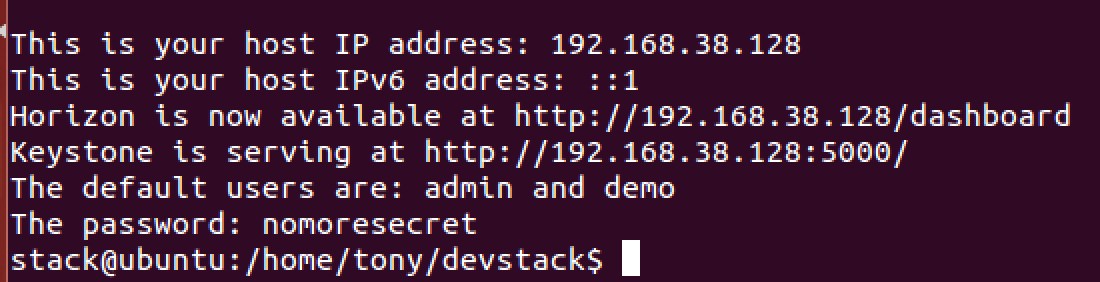 This is your host IP address: 192.168.38.128
This is your host IPv6 address: ::1
Horizon is now available at http://192.168.38.128/dashboard
Keystone is serving at http://192.168.38.128:5000/
The default users are: admin and demo
The password: nomoresecret
stack@ubuntu:/home/tony/devstack$